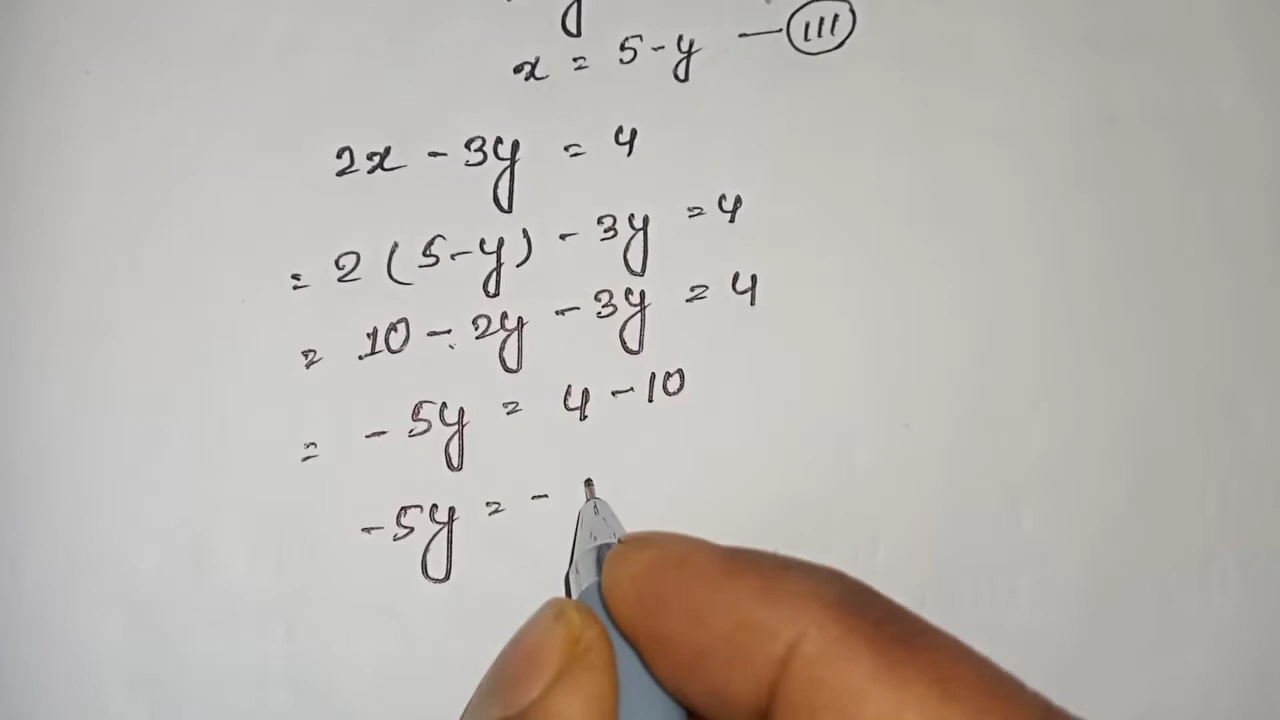 x = 5-y — III
2x - 3y = 4
= 2 (5-y) - 3y = 4
= 10 - 2y - 3y = 4
= - 5y = 4 - 10
-5y = -